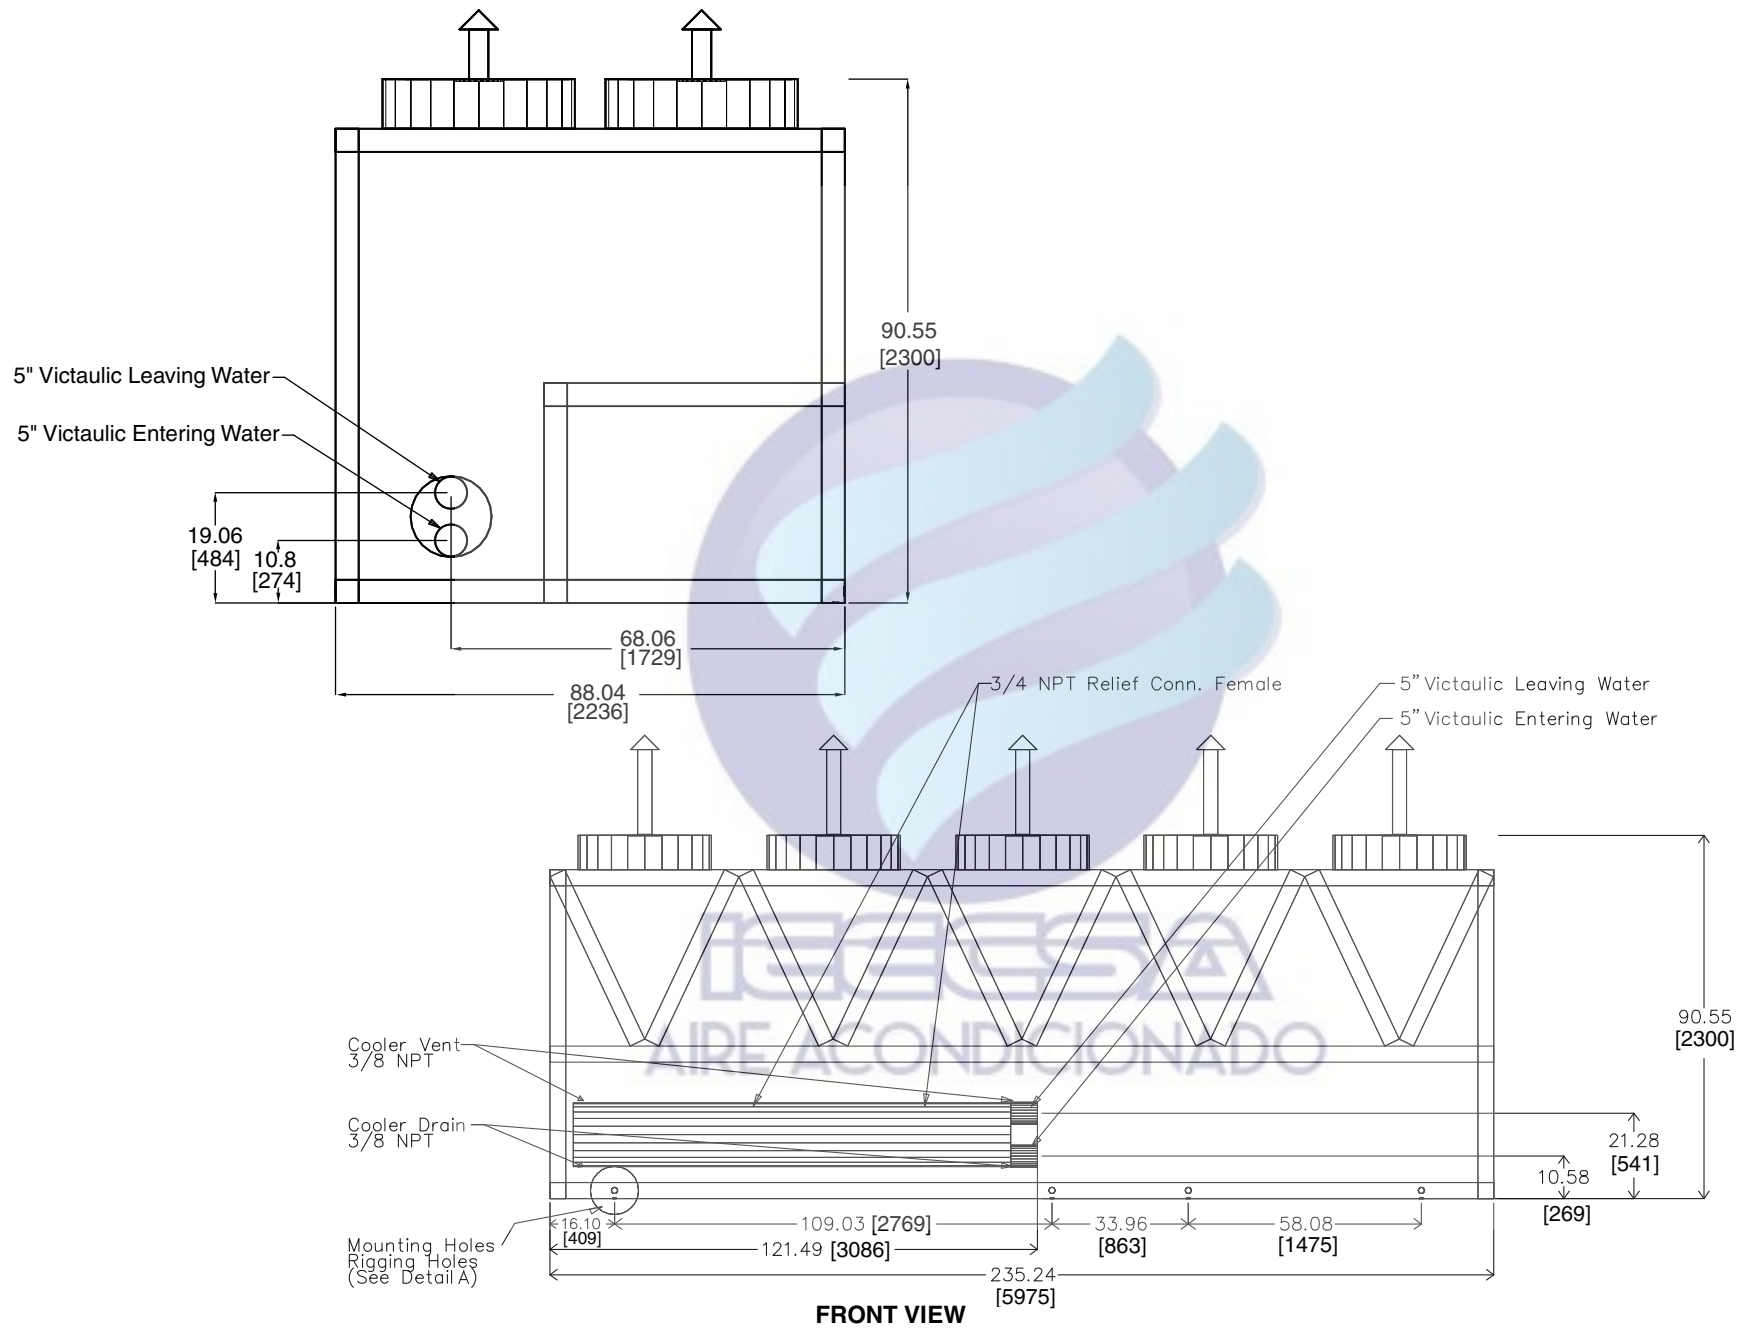 90.55
[2300]
5" Victaulic Leaving Water
5" Victaulic Entering Water
19.06
[484]
10.8
[274]
68.06
[1729]
88.04
[2236]
3/4 NPT Relief Conn. Female
5" Victaulic Leaving Water
5" Victaulic Entering Water
iECCSA
AIRE ACONDICIONADO
90.55
[2300]
Cooler Vent
3/8 NPT
Cooler Drain
3/8 NPT
21.28
[541]
10.58
[269]
16.10
[409]
109.03 [2769]
33.96
[863]
58.08
[1475]
121.49 [3086]
Mounting Holes
Rigging Holes
(See Detail A)
235.24
[5975]
FRONT VIEW